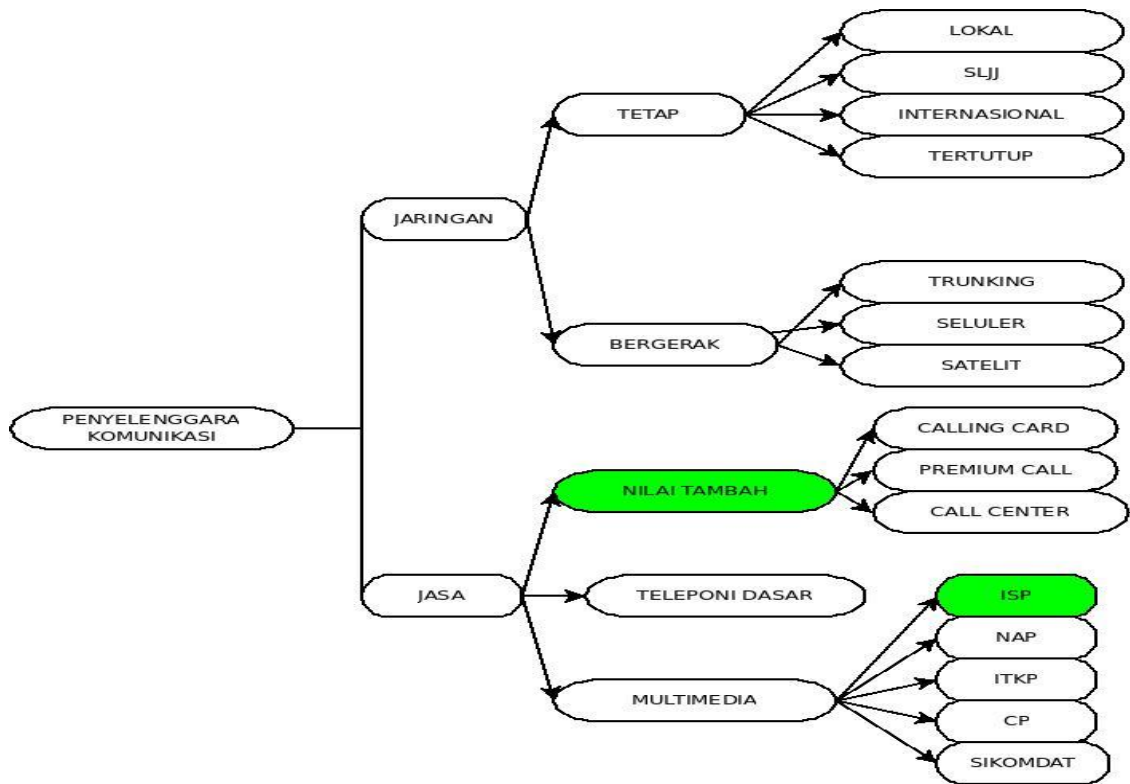 LOKAL
SLJJ
TETAP
INTERNASIONAL
TERTUTUP
JARINGAN
TRUNKING
SELULER
BERGERAK
SATELIT
PENYELENGGARA
KOMUNIKASI
CALLING CARD
PREMIUM CALL
NILAI TAMBAH
CALL CENTER
JASA
TELEPONI DASAR
ISP
NAP
ITKP
MULTIMEDIA
CP
SIKOMDAT